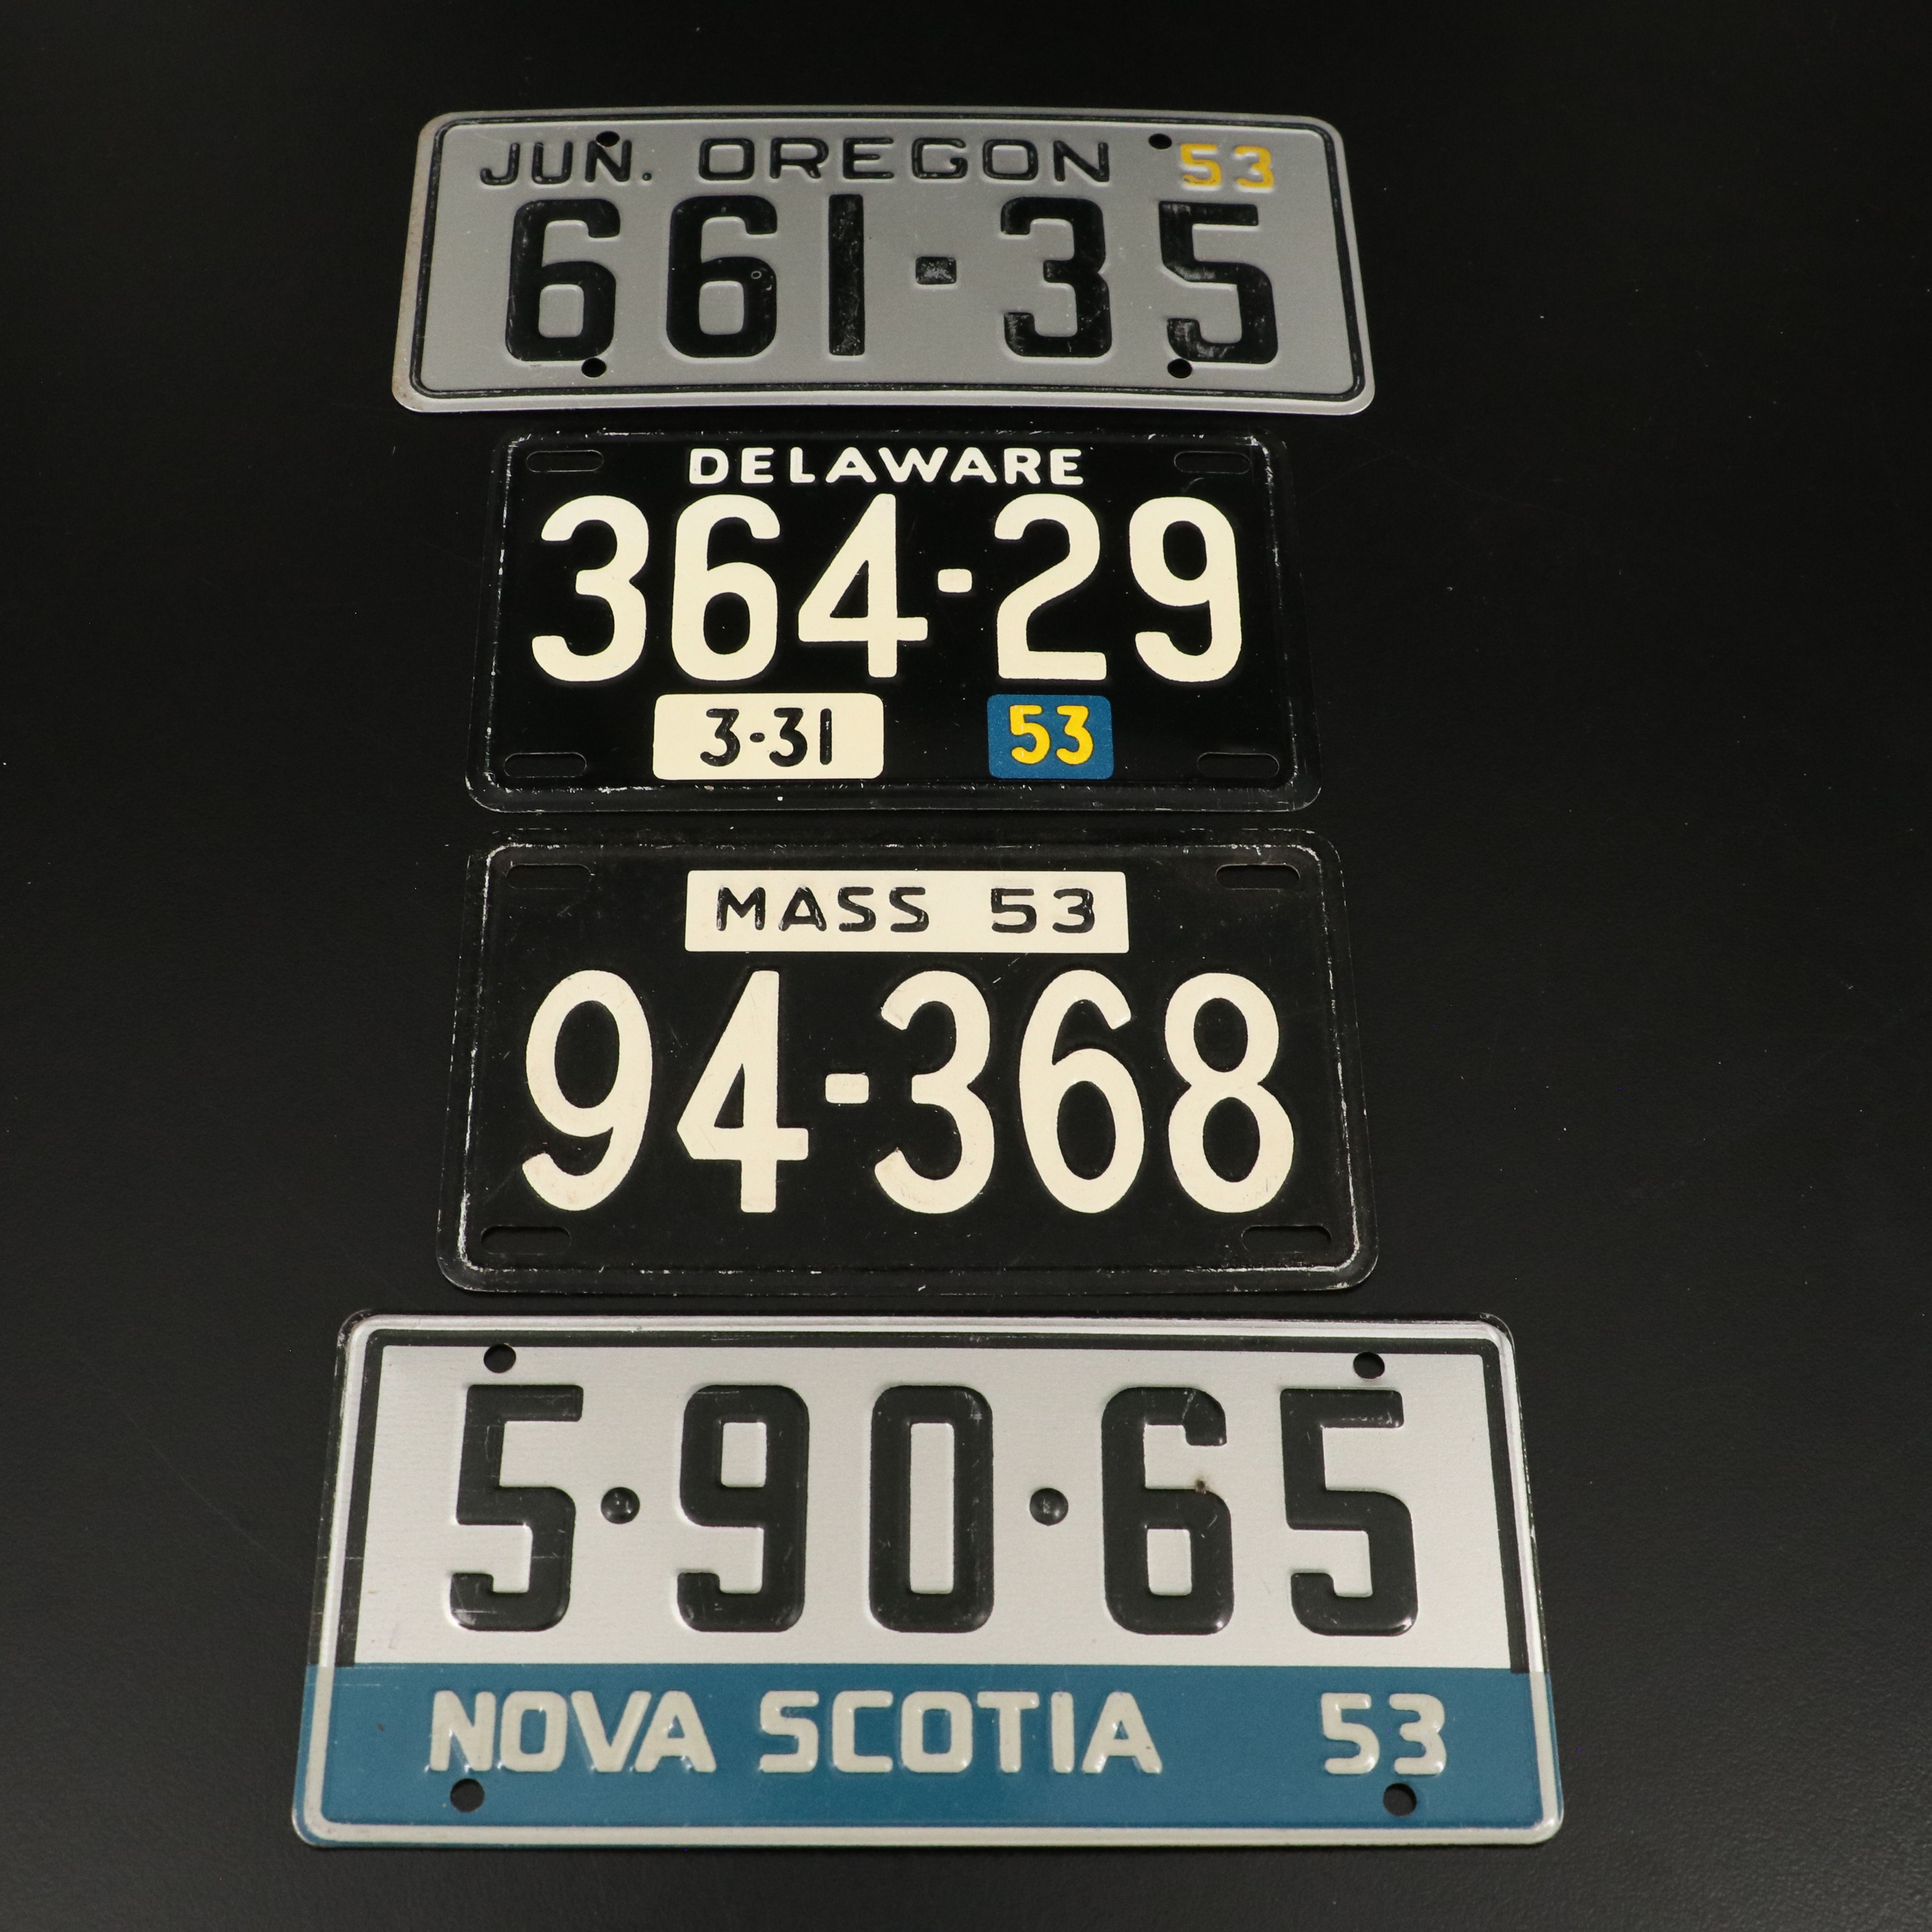 JUN. OREGON 53
661-35
DELAWARE
364-29
3-31 53
MASS 53
94-368
5·90·65
NOVA SCOTIA 53